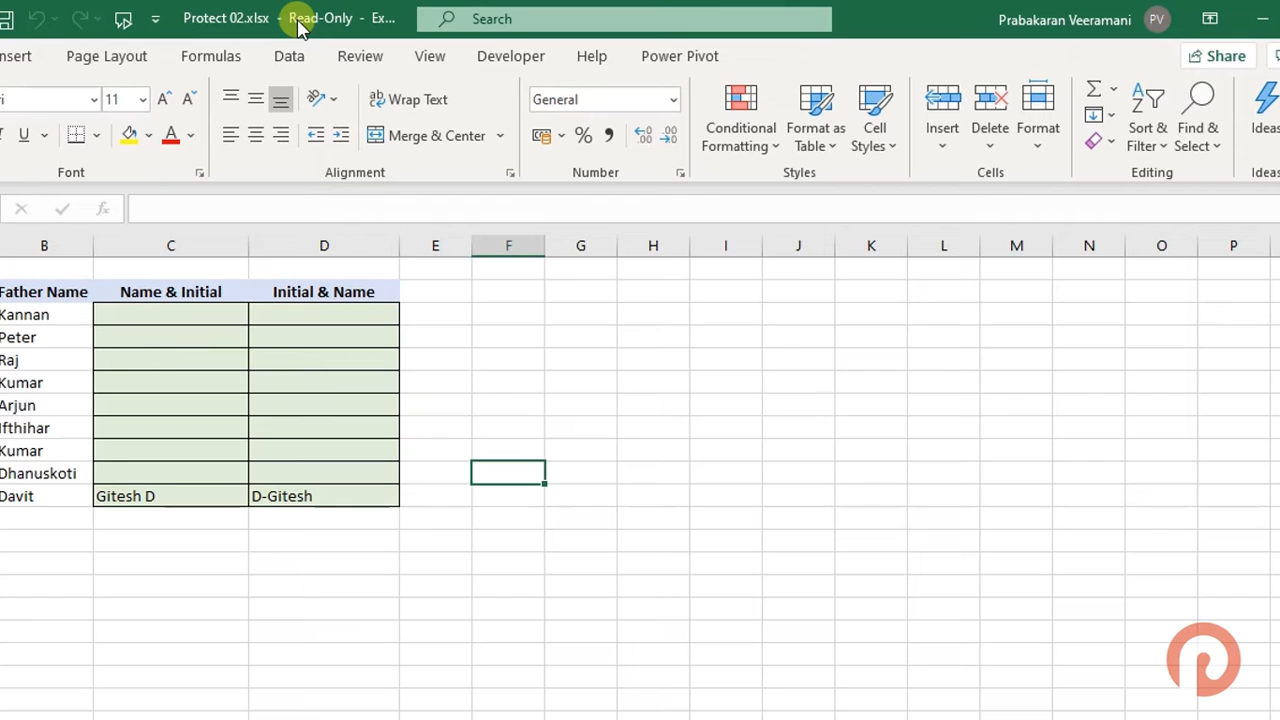 Protect 02.xlsx - Read-Only - Ex...
Search
Prabakaran Veeramani PV
nsert Page Layout Formulas Data Review View Developer Help Power Pivot Share
11 A A Wrap Text General
U A Merge & Center % 9
Conditional Formatting Format as Table Cell Styles Insert Delete Format Sort & Filter Find & Select Ideas
Font Alignment Number Styles Cells Editing Ideas
fx
B C D E F G H I J K L M N O P
Father Name Name & Initial Initial & Name
Kannan
Peter
Raj
Kumar
Arjun
Ifthihar
Kumar
Dhanuskoti
Davit Gitesh D D-Gitesh